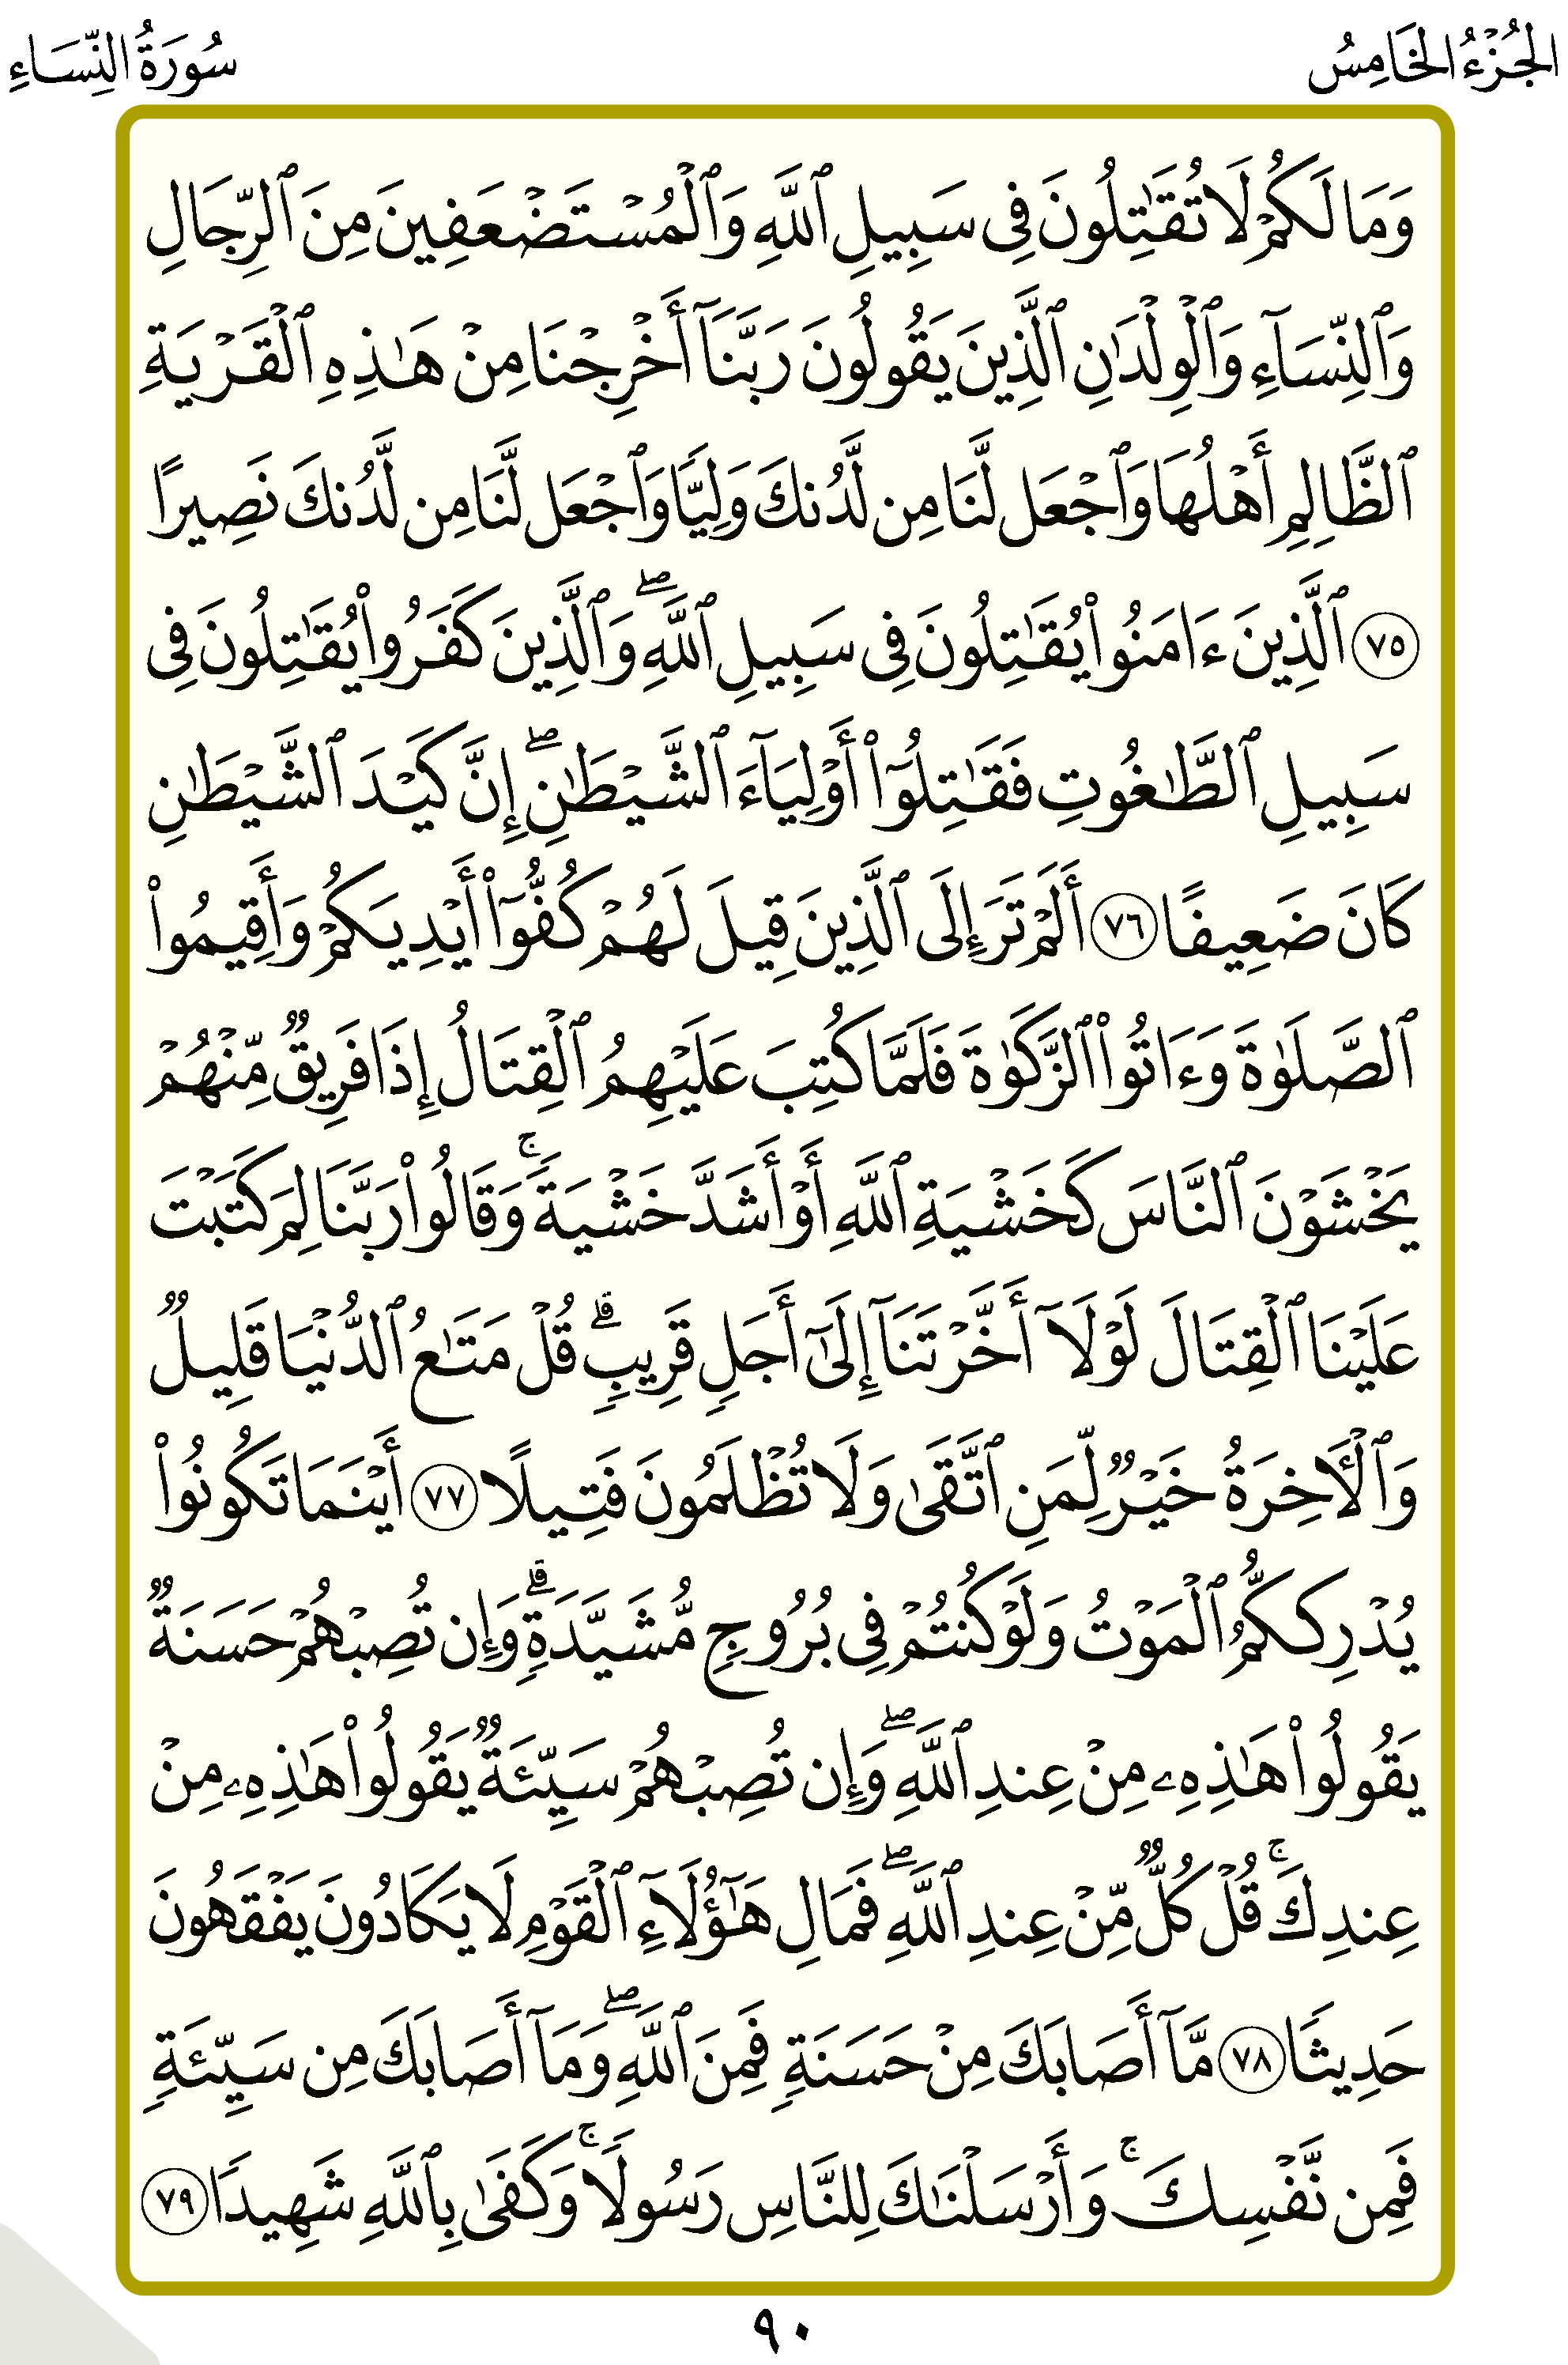 الجُزْءُ الخَامِسُ
سُورَةُ النِّسَاءِ
وَمَا لَكُمْ لَا تُقَٰتِلُونَ فِى سَبِيلِ ٱللَّهِ وَٱلْمُسْتَضْعَفِينَ مِنَ ٱلرِّجَالِ
وَٱلنِّسَآءِ وَٱلْوِلْدَٰنِ ٱلَّذِينَ يَقُولُونَ رَبَّنَآ أَخْرِجْنَا مِنْ هَٰذِهِ ٱلْقَرْيَةِ
ٱلظَّالِمِ أَهْلُهَا وَٱجْعَل لَّنَا مِن لَّدُنكَ وَلِيًّا وَٱجْعَل لَّنَا مِن لَّدُنكَ نَصِيرًا
٧٥ ٱلَّذِينَ ءَامَنُوا۟ يُقَٰتِلُونَ فِى سَبِيلِ ٱللَّهِ ۖ وَٱلَّذِينَ كَفَرُوا۟ يُقَٰتِلُونَ فِى
سَبِيلِ ٱلطَّٰغُوتِ فَقَٰتِلُوٓا۟ أَوْلِيَآءَ ٱلشَّيْطَٰنِ ۖ إِنَّ كَيْدَ ٱلشَّيْطَٰنِ
كَانَ ضَعِيفًا ٧٦ أَلَمْ تَرَ إِلَى ٱلَّذِينَ قِيلَ لَهُمْ كُفُّوٓا۟ أَيْدِيَكُمْ وَأَقِيمُوا۟
ٱلصَّلَوٰةَ وَءَاتُوا۟ ٱلزَّكَوٰةَ فَلَمَّا كُتِبَ عَلَيْهِمُ ٱلْقِتَالُ إِذَا فَرِيقٌ مِّنْهُمْ
يَخْشَوْنَ ٱلنَّاسَ كَخَشْيَةِ ٱللَّهِ أَوْ أَشَدَّ خَشْيَةً ۚ وَقَالُوا۟ رَبَّنَا لِمَ كَتَبْتَ
عَلَيْنَا ٱلْقِتَالَ لَوْلَآ أَخَّرْتَنَآ إِلَىٰٓ أَجَلٍ قَرِيبٍ ۗ قُلْ مَتَٰعُ ٱلدُّنْيَا قَلِيلٌ
وَٱلْـَٔاخِرَةُ خَيْرٌ لِّمَنِ ٱتَّقَىٰ وَلَا تُظْلَمُونَ فَتِيلًا ٧٧ أَيْنَمَا تَكُونُوا۟
يُدْرِككُّمُ ٱلْمَوْتُ وَلَوْ كُنتُمْ فِى بُرُوجٍ مُّشَيَّدَةٍ ۗ وَإِن تُصِبْهُمْ حَسَنَةٌ
يَقُولُوا۟ هَٰذِهِۦ مِنْ عِندِ ٱللَّهِ ۖ وَإِن تُصِبْهُمْ سَيِّئَةٌ يَقُولُوا۟ هَٰذِهِۦ مِنْ
عِندِكَ ۚ قُلْ كُلٌّ مِّنْ عِندِ ٱللَّهِ ۖ فَمَالِ هَٰٓؤُلَآءِ ٱلْقَوْمِ لَا يَكَادُونَ يَفْقَهُونَ
حَدِيثًا ٧٨ مَّآ أَصَابَكَ مِنْ حَسَنَةٍ فَمِنَ ٱللَّهِ ۖ وَمَآ أَصَابَكَ مِن سَيِّئَةٍ
فَمِن نَّفْسِكَ ۚ وَأَرْسَلْنَٰكَ لِلنَّاسِ رَسُولًا ۚ وَكَفَىٰ بِٱللَّهِ شَهِيدًا ٧٩
٩٠